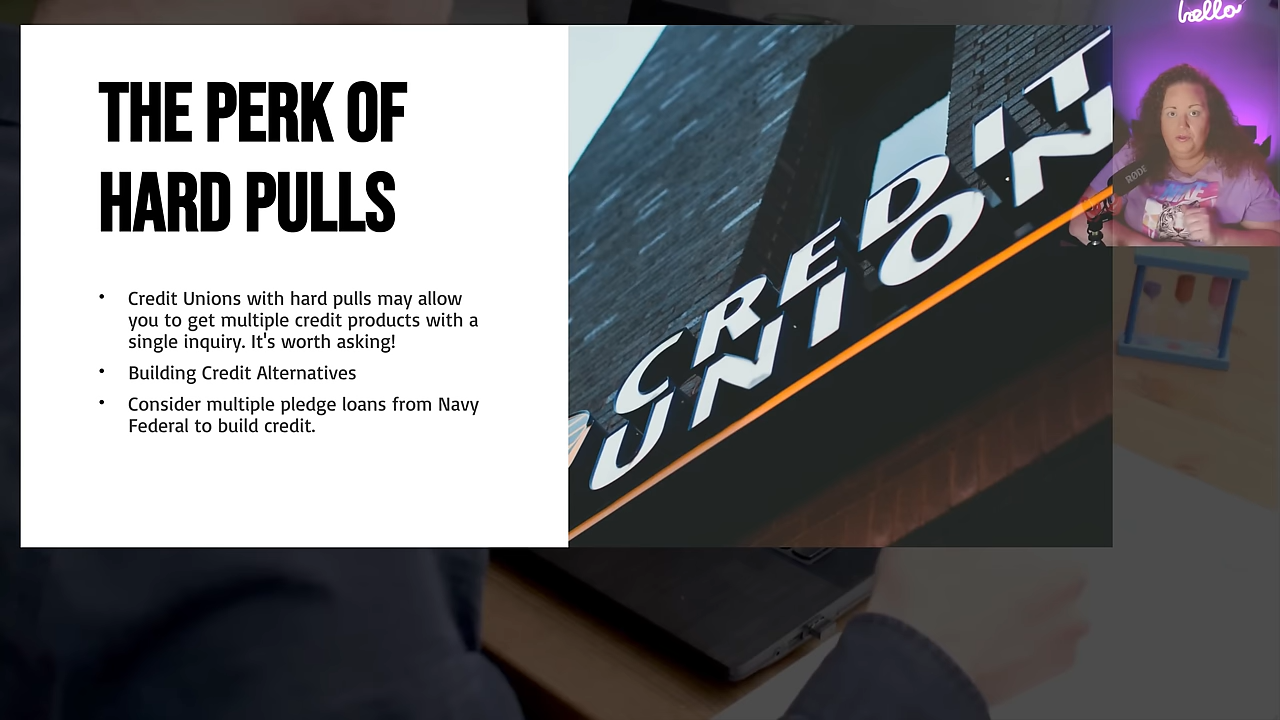 THE PERK OF
HARD PULLS
• Credit Unions with hard pulls may allow
you to get multiple credit products with a
single inquiry. It's worth asking!
• Building Credit Alternatives
• Consider multiple pledge loans from Navy
Federal to build credit.
CREDIT
UNION
hello
RØDE